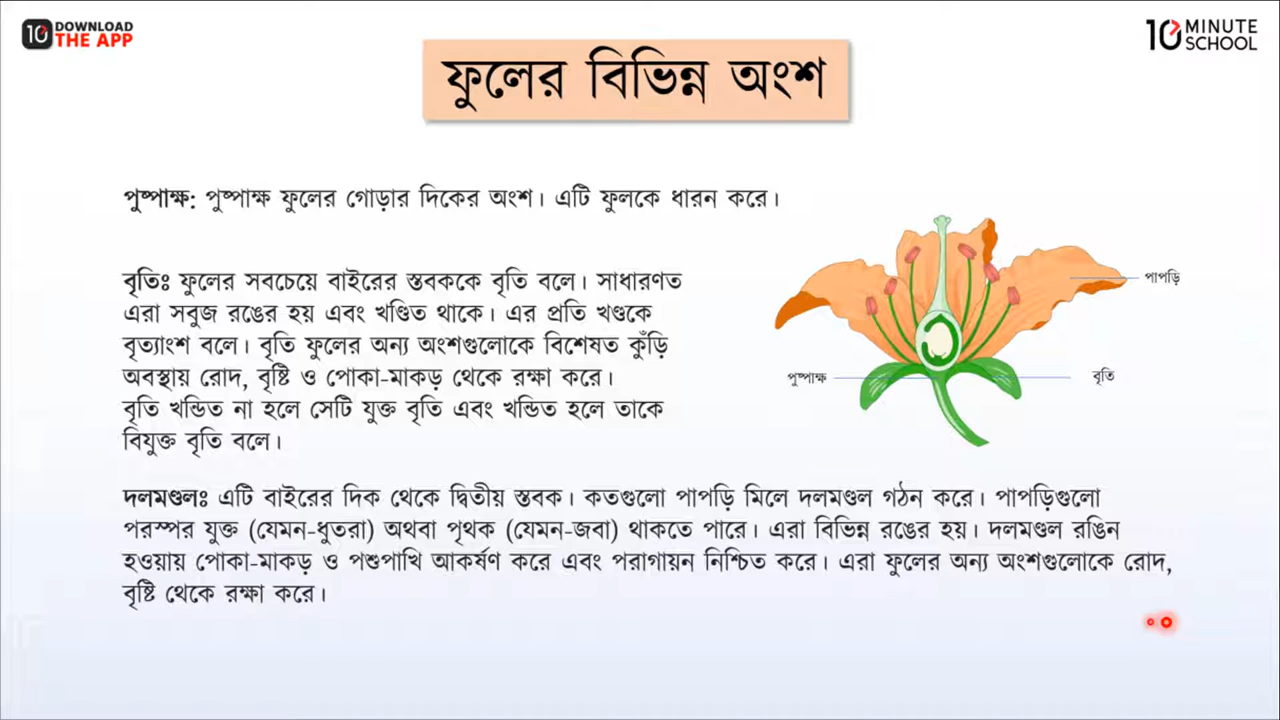 10 DOWNLOAD
THE APP
10 MINUTE
SCHOOL
ফুলের বিভিন্ন অংশ
পুষ্পাক্ষ: পুষ্পাক্ষ ফুলের গোড়ার দিকের অংশ। এটি ফুলকে ধারন করে।
বৃতিঃ ফুলের সবচেয়ে বাইরের স্তবককে বৃতি বলে। সাধারণত
এরা সবুজ রঙের হয় এবং খণ্ডিত থাকে। এর প্রতি খণ্ডকে
বৃত্যাংশ বলে। বৃতি ফুলের অন্য অংশগুলোকে বিশেষত কুঁড়ি
অবস্থায় রোদ, বৃষ্টি ও পোকা-মাকড় থেকে রক্ষা করে।
বৃতি খন্ডিত না হলে সেটি যুক্ত বৃতি এবং খন্ডিত হলে তাকে
বিযুক্ত বৃতি বলে।
পাপড়ি
পুষ্পাক্ষ
বৃতি
দলমণ্ডলঃ এটি বাইরের দিক থেকে দ্বিতীয় স্তবক। কতগুলো পাপড়ি মিলে দলমণ্ডল গঠন করে। পাপড়িগুলো
পরস্পর যুক্ত (যেমন-ধুতরা) অথবা পৃথক (যেমন-জবা) থাকতে পারে। এরা বিভিন্ন রঙের হয়। দলমণ্ডল রঙিন
হওয়ায় পোকা-মাকড় ও পশুপাখি আকর্ষণ করে এবং পরাগায়ন নিশ্চিত করে। এরা ফুলের অন্য অংশগুলোকে রোদ,
বৃষ্টি থেকে রক্ষা করে।